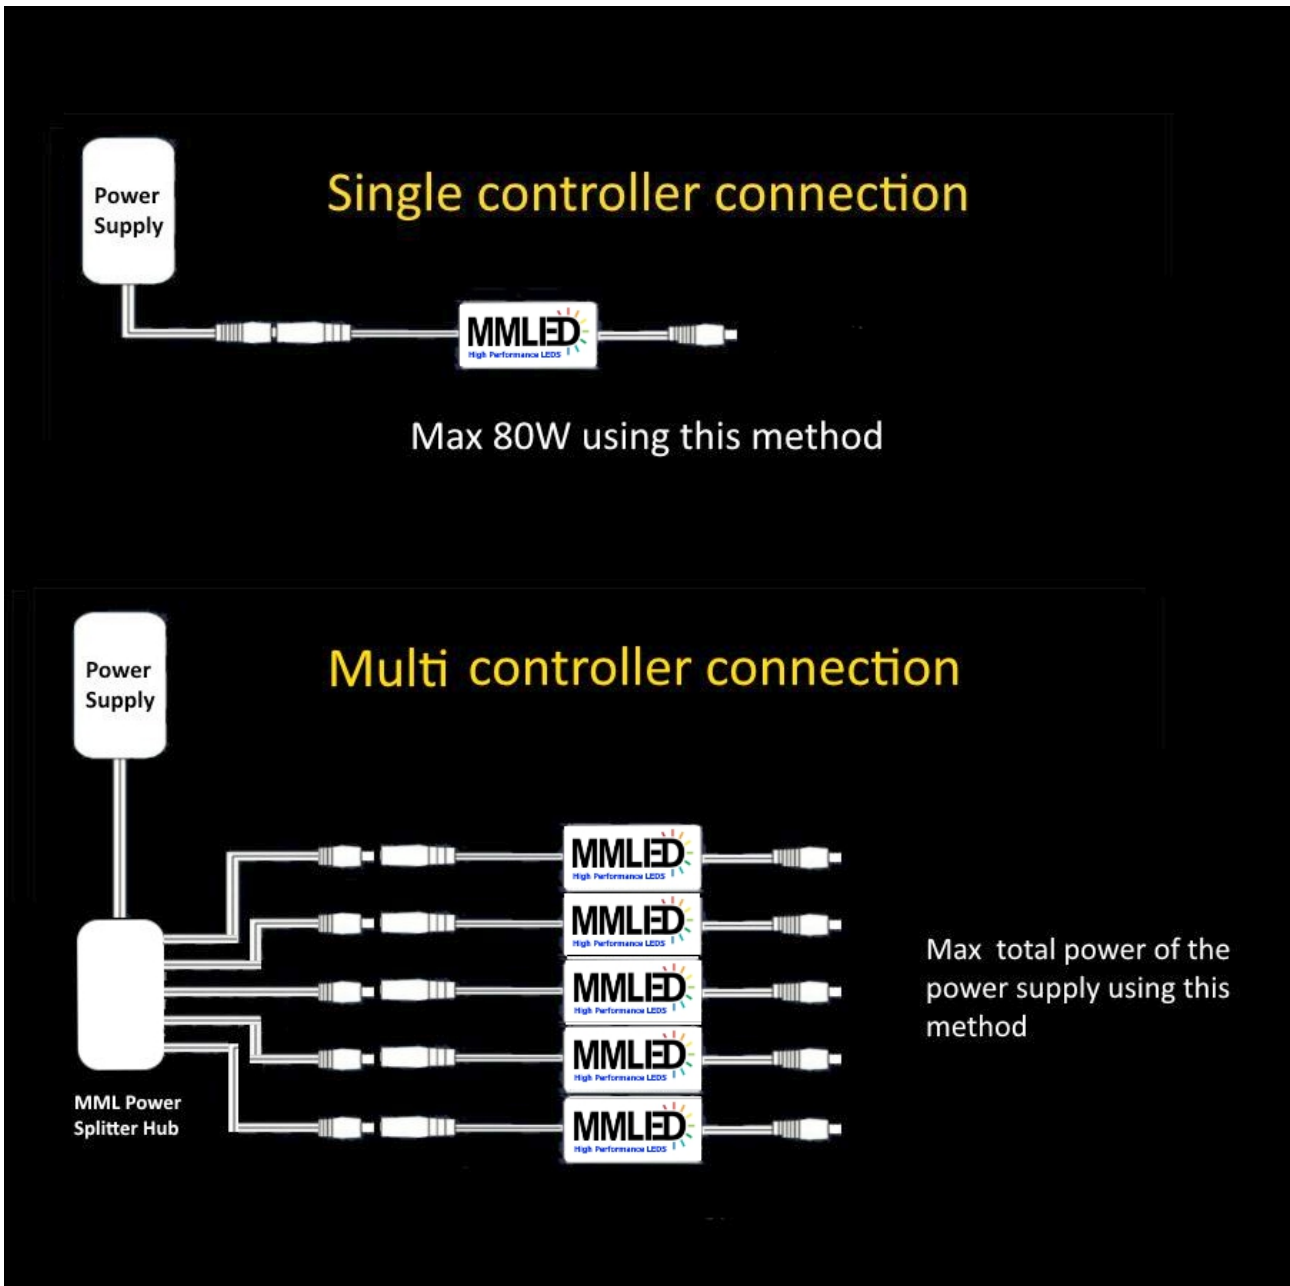 Power
Supply
Single controller connection
MMLED
High Performance LEDS
Max 80W using this method
Power
Supply
Multi controller connection
MMLED
High Performance LEDS
MMLED
High Performance LEDS
MMLED
High Performance LEDS
MMLED
High Performance LEDS
MMLED
High Performance LEDS
Max total power of the
power supply using this
method
MML Power
Splitter Hub